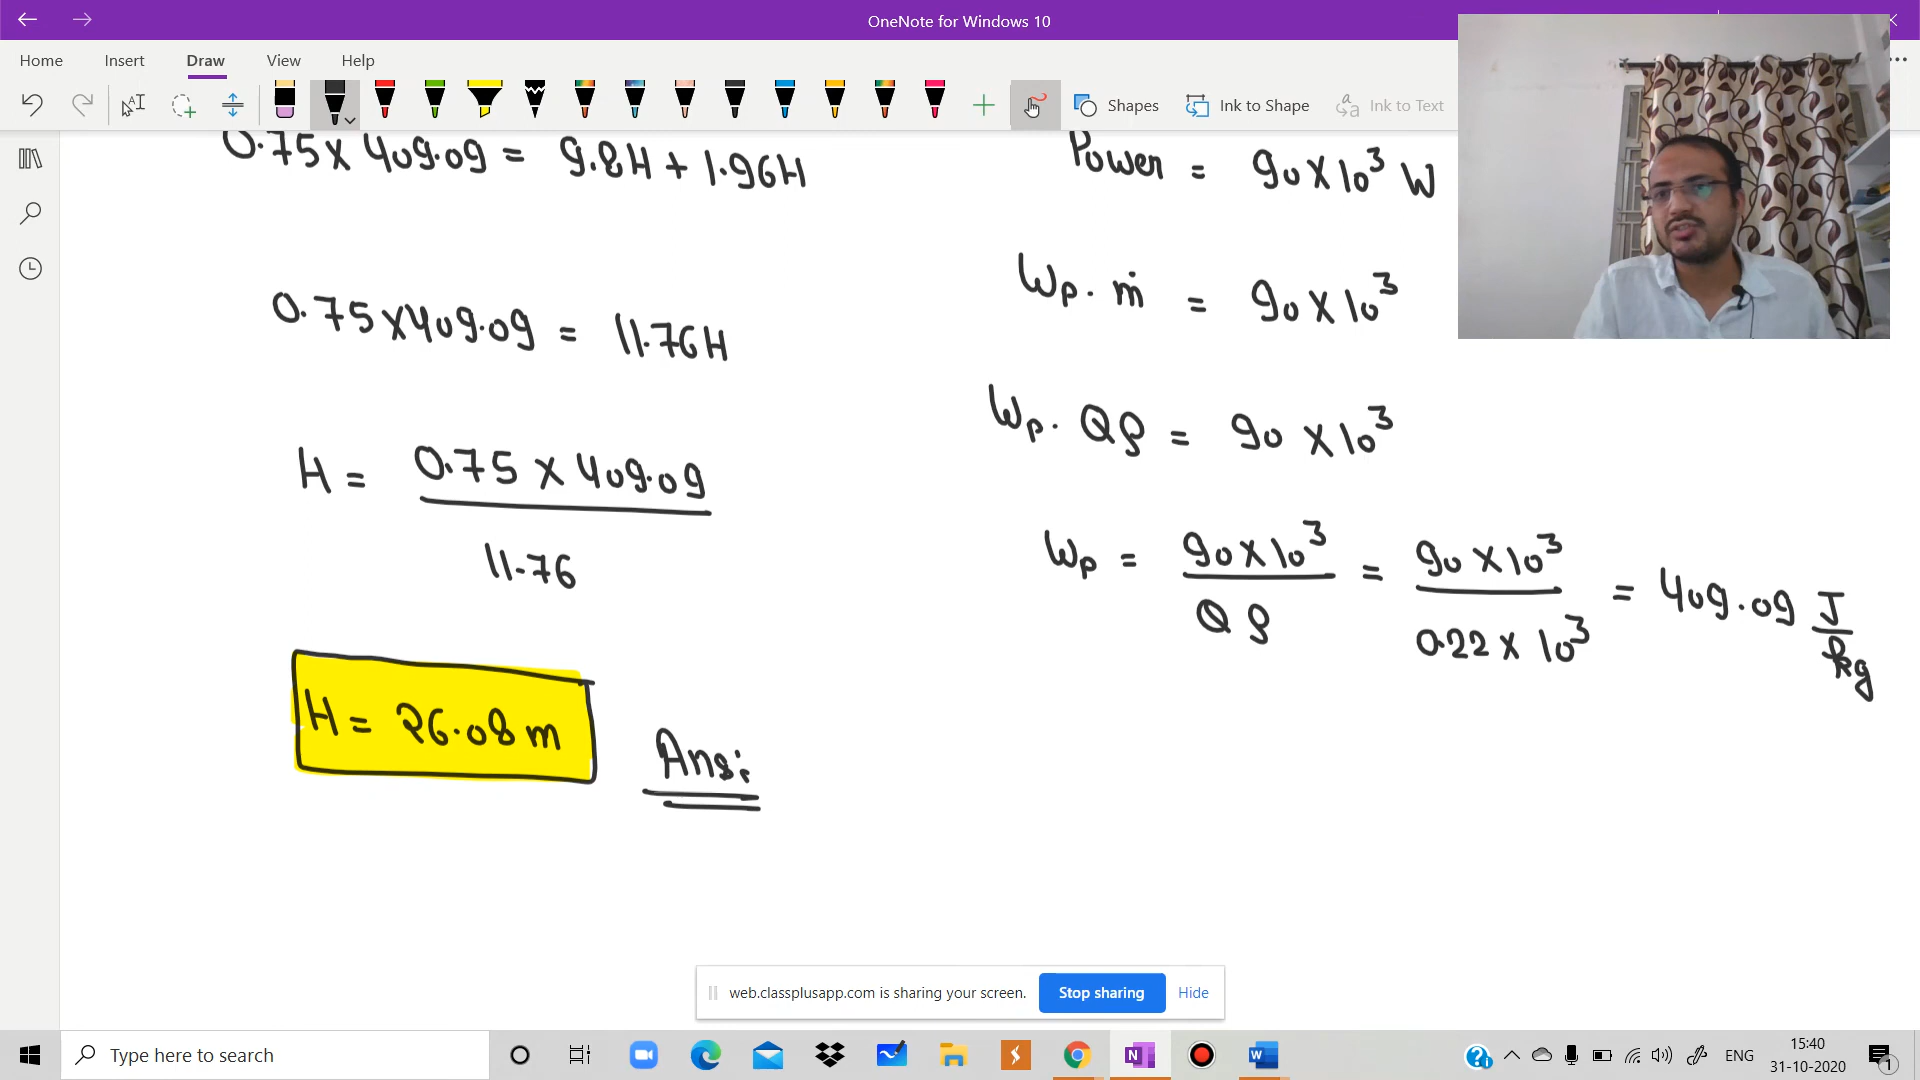 OneNote for Windows 10
Home Insert Draw View Help
Shapes Ink to Shape Ink to Text
0.75 x 409.09 = 9.8H + 1.96H
0.75 x 409.09 = 11.76H
H = 0.75 x 409.09
11.76
H = 26.08 m
Ans:
Power = 90 x 10³ W
Wp . ṁ = 90 x 10³
Wp . Qρ = 90 x 10³
Wp = 90 x 10³ = 90 x 10³ = 409.09 J
Qρ 0.22 x 10³ kg
web.classplusapp.com is sharing your screen. Stop sharing Hide
Type here to search
ENG
15:40
31-10-2020
1